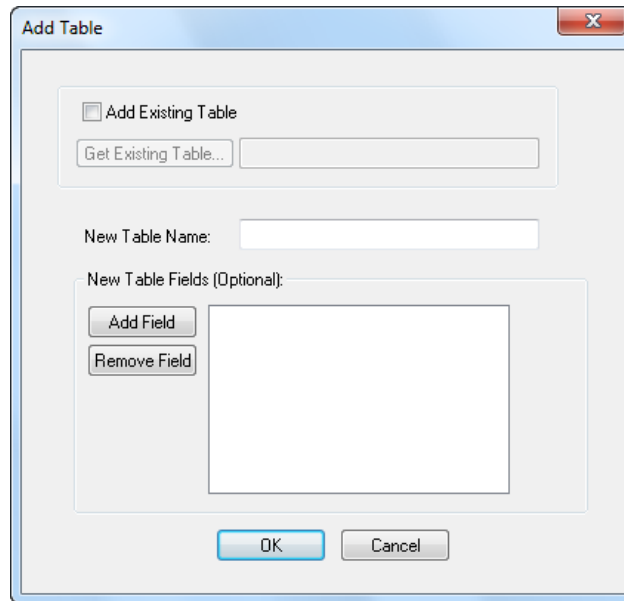 Add Table
Add Existing Table
Get Existing Table...
New Table Name:
New Table Fields (Optional):
Add Field
Remove Field
OK
Cancel